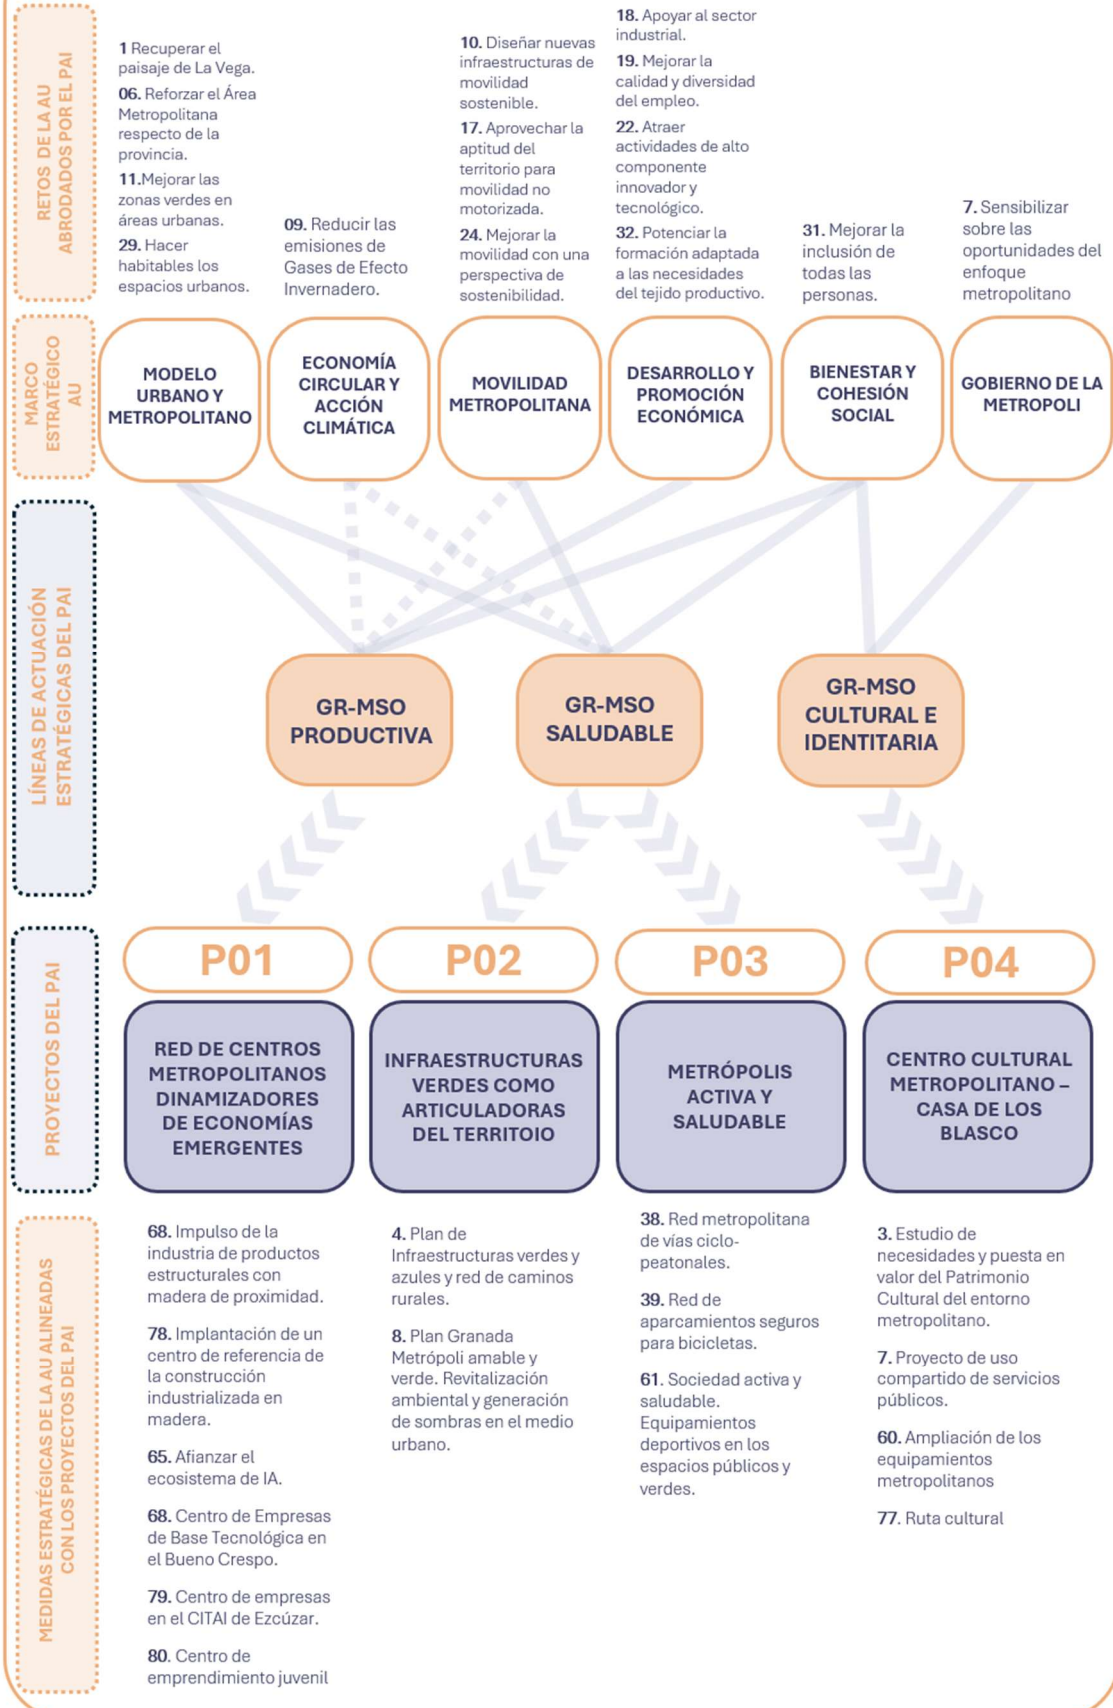 RETOS DE LA AU
ABRODADOS POR EL PAI
1 Recuperar el
paisaje de La Vega.
06. Reforzar el Área
Metropolitana
respecto de la
provincia.
11.Mejorar las
zonas verdes en
áreas urbanas.
29. Hacer
habitables los
espacios urbanos.
09. Reducir las
emisiones de
Gases de Efecto
Invernadero.
10. Diseñar nuevas
infraestructuras de
movilidad
sostenible.
17. Aprovechar la
aptitud del
territorio para
movilidad no
motorizada.
24. Mejorar la
movilidad con una
perspectiva de
sostenibilidad.
18. Apoyar al sector
industrial.
19. Mejorar la
calidad y diversidad
del empleo.
22. Atraer
actividades de alto
componente
innovador y
tecnológico.
32. Potenciar la
formación adaptada
a las necesidades
del tejido productivo.
31. Mejorar la
inclusión de
todas las
personas.
7. Sensibilizar
sobre las
oportunidades del
enfoque
metropolitano
MARCO
ESTRATÉGICO
AU
MODELO
URBANO Y
METROPOLITANO
ECONOMÍA
CIRCULAR Y
ACCIÓN
CLIMÁTICA
MOVILIDAD
METROPOLITANA
DESARROLLO Y
PROMOCIÓN
ECONÓMICA
BIENESTAR Y
COHESIÓN
SOCIAL
GOBIERNO DE LA
METROPOLI
LÍNEAS DE ACTUACIÓN
ESTRATÉGICAS DEL PAI
GR-MSO
PRODUCTIVA
GR-MSO
SALUDABLE
GR-MSO
CULTURAL E
IDENTITARIA
PROYECTOS DEL PAI
P01
P02
P03
P04
RED DE CENTROS
METROPOLITANOS
DINAMIZADORES
DE ECONOMÍAS
EMERGENTES
INFRAESTRUCTURAS
VERDES COMO
ARTICULADORAS
DEL TERRITOIO
METRÓPOLIS
ACTIVA Y
SALUDABLE
CENTRO CULTURAL
METROPOLITANO –
CASA DE LOS
BLASCO
MEDIDAS ESTRATÉGICAS DE LA AU ALINEADAS
CON LOS PROYECTOS DEL PAI
68. Impulso de la
industria de productos
estructurales con
madera de proximidad.
78. Implantación de un
centro de referencia de
la construcción
industrializada en
madera.
65. Afianzar el
ecosistema de IA.
68. Centro de Empresas
de Base Tecnológica en
el Bueno Crespo.
79. Centro de empresas
en el CITAI de Ezcúzar.
80. Centro de
emprendimiento juvenil
4. Plan de
Infraestructuras verdes y
azules y red de caminos
rurales.
8. Plan Granada
Metrópoli amable y
verde. Revitalización
ambiental y generación
de sombras en el medio
urbano.
38. Red metropolitana
de vías ciclo-
peatonales.
39. Red de
aparcamientos seguros
para bicicletas.
61. Sociedad activa y
saludable.
Equipamientos
deportivos en los
espacios públicos y
verdes.
3. Estudio de
necesidades y puesta en
valor del Patrimonio
Cultural del entorno
metropolitano.
7. Proyecto de uso
compartido de servicios
públicos.
60. Ampliación de los
equipamientos
metropolitanos
77. Ruta cultural